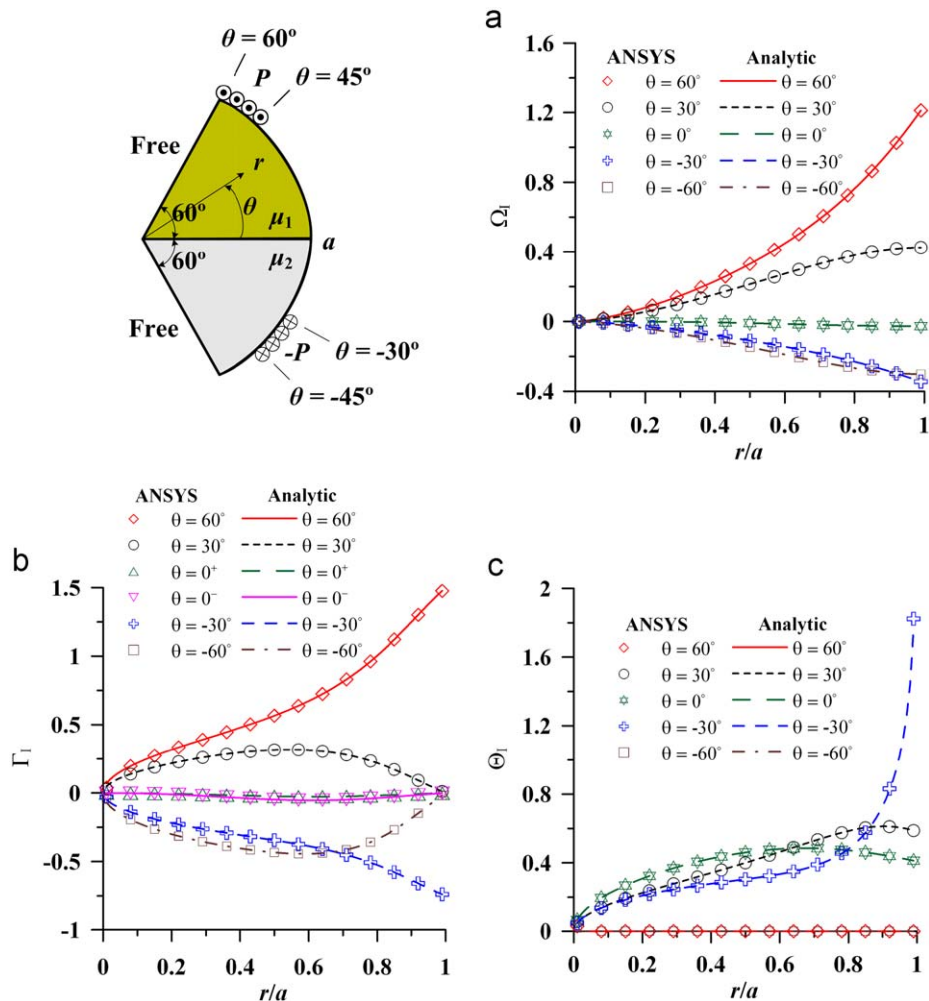 θ = 60°
P
θ = 45°
Free
r
60°
θ
μ₁
a
60°
μ₂
Free
-P
θ = -30°
θ = -45°
a
1.6
1.2
0.8
0.4
0
-0.4
Ω_I
ANSYS Analytic
θ = 60° θ = 60°
θ = 30° θ = 30°
θ = 0° θ = 0°
θ = -30° θ = -30°
θ = -60° θ = -60°
0 0.2 0.4 0.6 0.8 1
r/a
b
ANSYS Analytic
θ = 60° θ = 60°
θ = 30° θ = 30°
θ = 0⁺ θ = 0⁺
θ = 0⁻ θ = 0⁻
θ = -30° θ = -30°
θ = -60° θ = -60°
1.5
1
0.5
0
-0.5
-1
Γ_I
0 0.2 0.4 0.6 0.8 1
r/a
c
2
1.6
1.2
0.8
0.4
0
Θ_I
ANSYS Analytic
θ = 60° θ = 60°
θ = 30° θ = 30°
θ = 0° θ = 0°
θ = -30° θ = -30°
θ = -60° θ = -60°
0 0.2 0.4 0.6 0.8 1
r/a